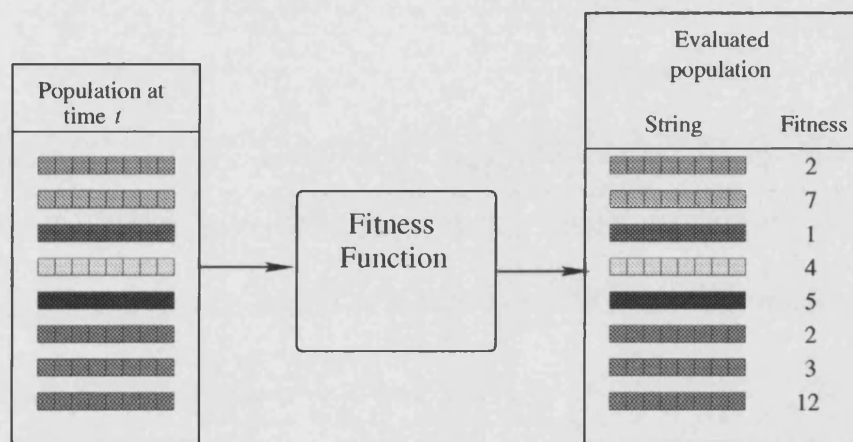 Population at
time t
Fitness
Function
Evaluated
population
String Fitness
2
7
1
4
5
2
3
12